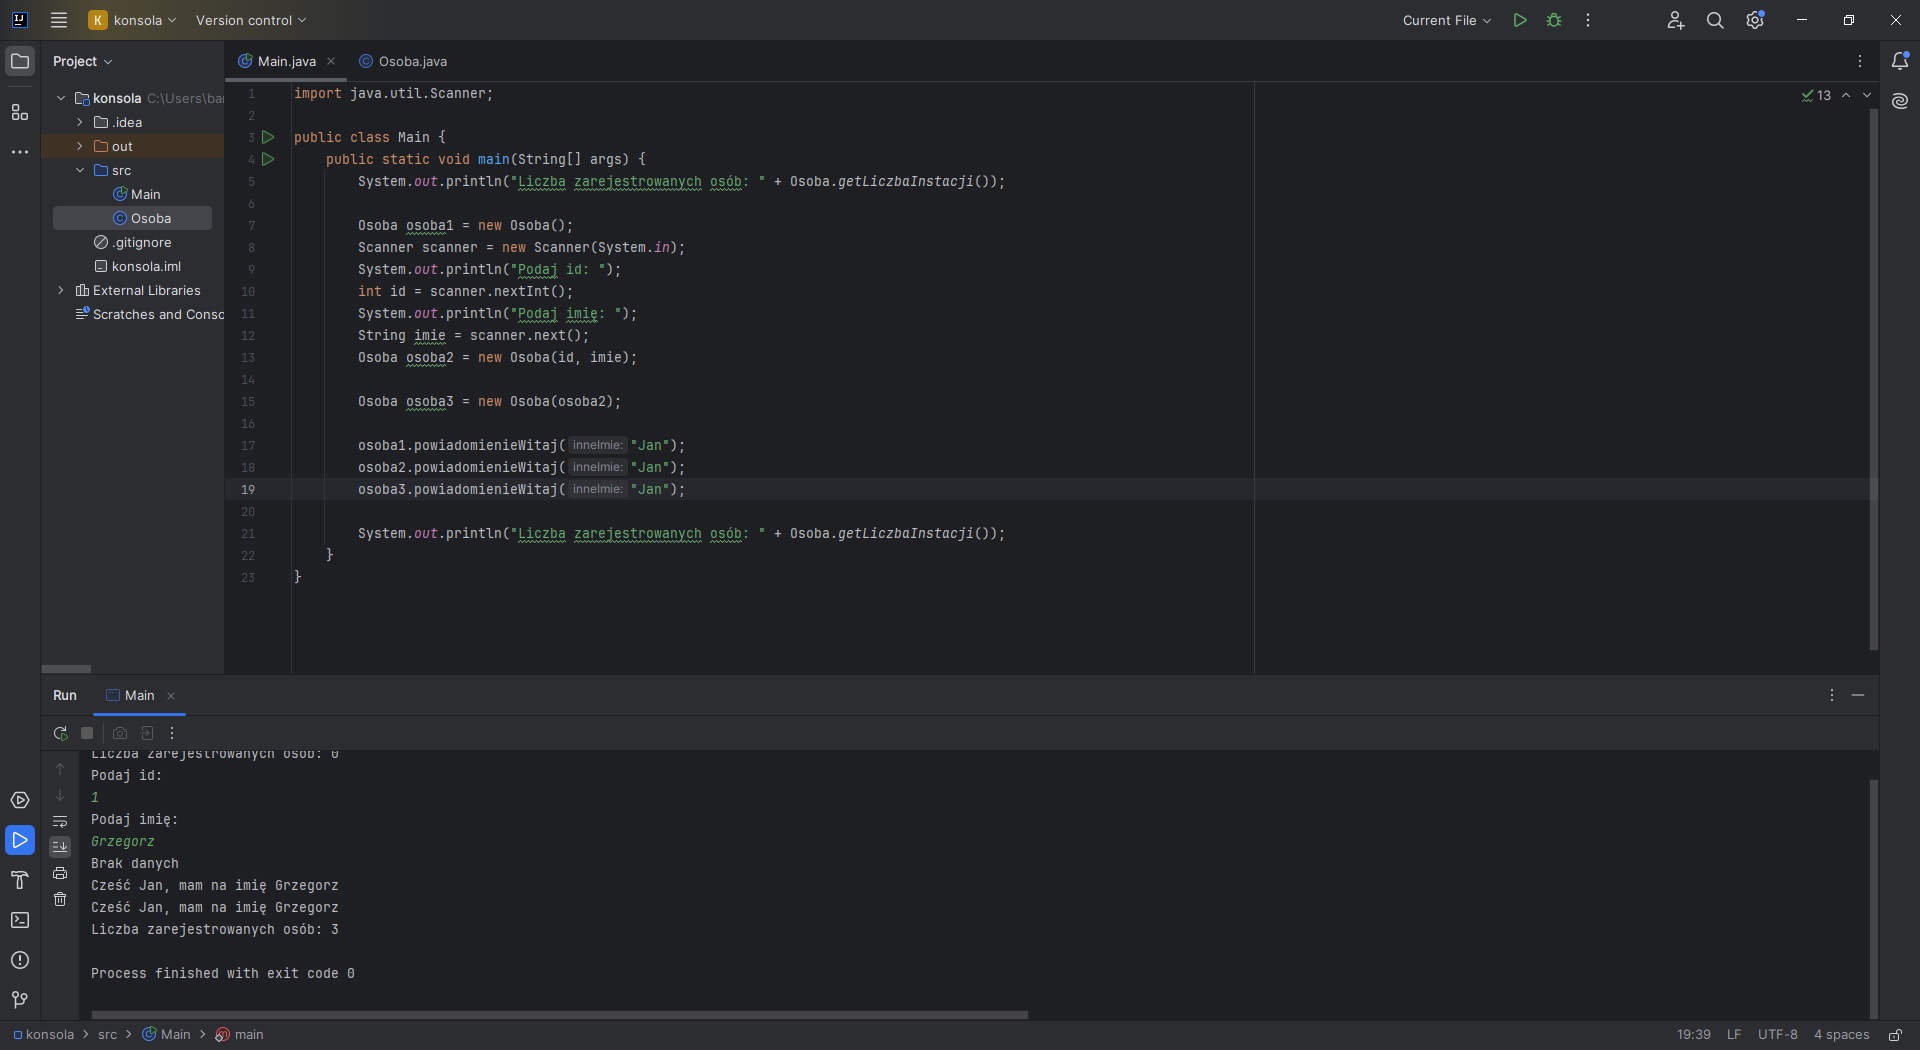 K konsola Version control Current File
Project
Main.java Osoba.java
konsola C:\Users\ba
.idea
out
src
Main
Osoba
.gitignore
konsola.iml
External Libraries
Scratches and Conso
13
1 import java.util.Scanner;
2
3 public class Main {
4 public static void main(String[] args) {
5 System.out.println("Liczba zarejestrowanych osób: " + Osoba.getLiczbaInstacji());
6
7 Osoba osoba1 = new Osoba();
8 Scanner scanner = new Scanner(System.in);
9 System.out.println("Podaj id: ");
10 int id = scanner.nextInt();
11 System.out.println("Podaj imię: ");
12 String imie = scanner.next();
13 Osoba osoba2 = new Osoba(id, imie);
14
15 Osoba osoba3 = new Osoba(osoba2);
16
17 osoba1.powiadomienieWitaj( inneImie: "Jan");
18 osoba2.powiadomienieWitaj( inneImie: "Jan");
19 osoba3.powiadomienieWitaj( inneImie: "Jan");
20
21 System.out.println("Liczba zarejestrowanych osób: " + Osoba.getLiczbaInstacji());
22 }
23 }
Run Main
Liczba zarejestrowanych osób: 0
Podaj id:
1
Podaj imię:
Grzegorz
Brak danych
Cześć Jan, mam na imię Grzegorz
Cześć Jan, mam na imię Grzegorz
Liczba zarejestrowanych osób: 3
Process finished with exit code 0
konsola > src > Main > main 19:39 LF UTF-8 4 spaces